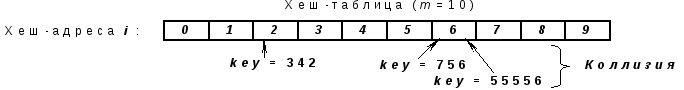 Хеш-таблица (m=10)
Хеш-адреса i: 0 1 2 3 4 5 6 7 8 9
key = 342 key = 756 Коллизия
key = 55556